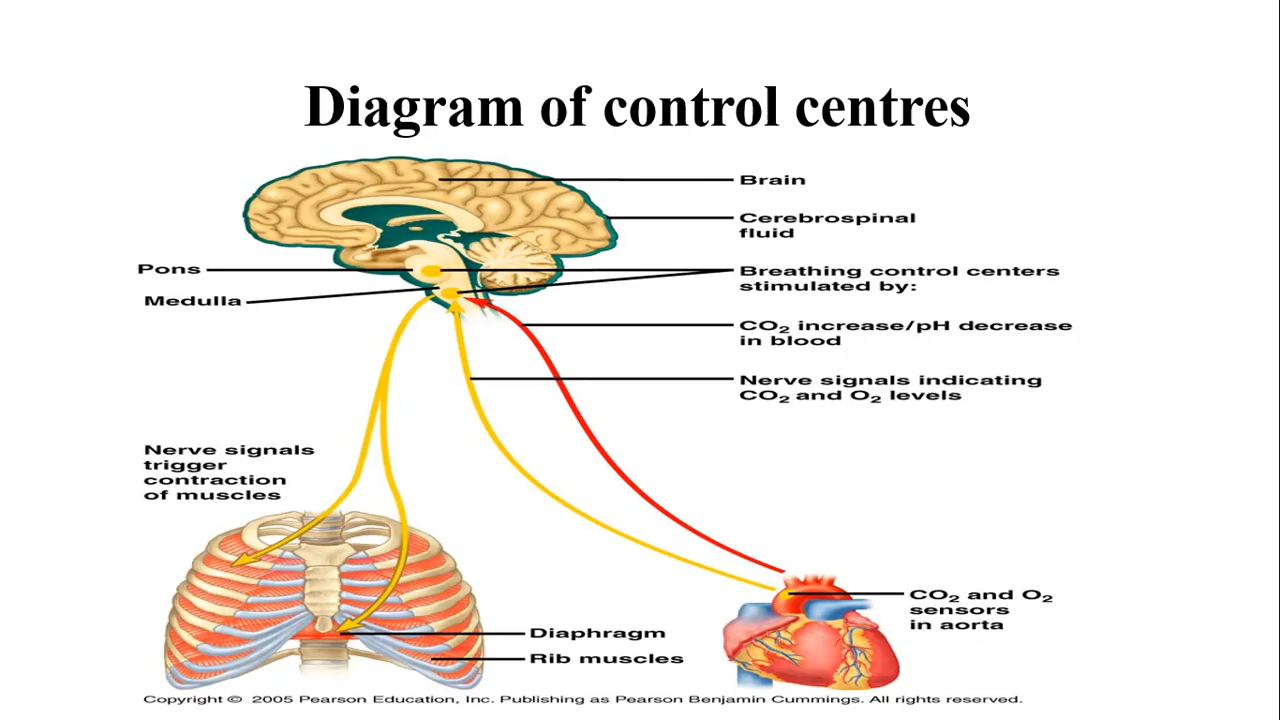 Diagram of control centres
Brain
Cerebrospinal
fluid
Pons
Breathing control centers
stimulated by:
Medulla
CO₂ increase/pH decrease
in blood
Nerve signals indicating
CO₂ and O₂ levels
Nerve signals
trigger
contraction
of muscles
CO₂ and O₂
sensors
in aorta
Diaphragm
Rib muscles
Copyright © 2005 Pearson Education, Inc. Publishing as Pearson Benjamin Cummings. All rights reserved.